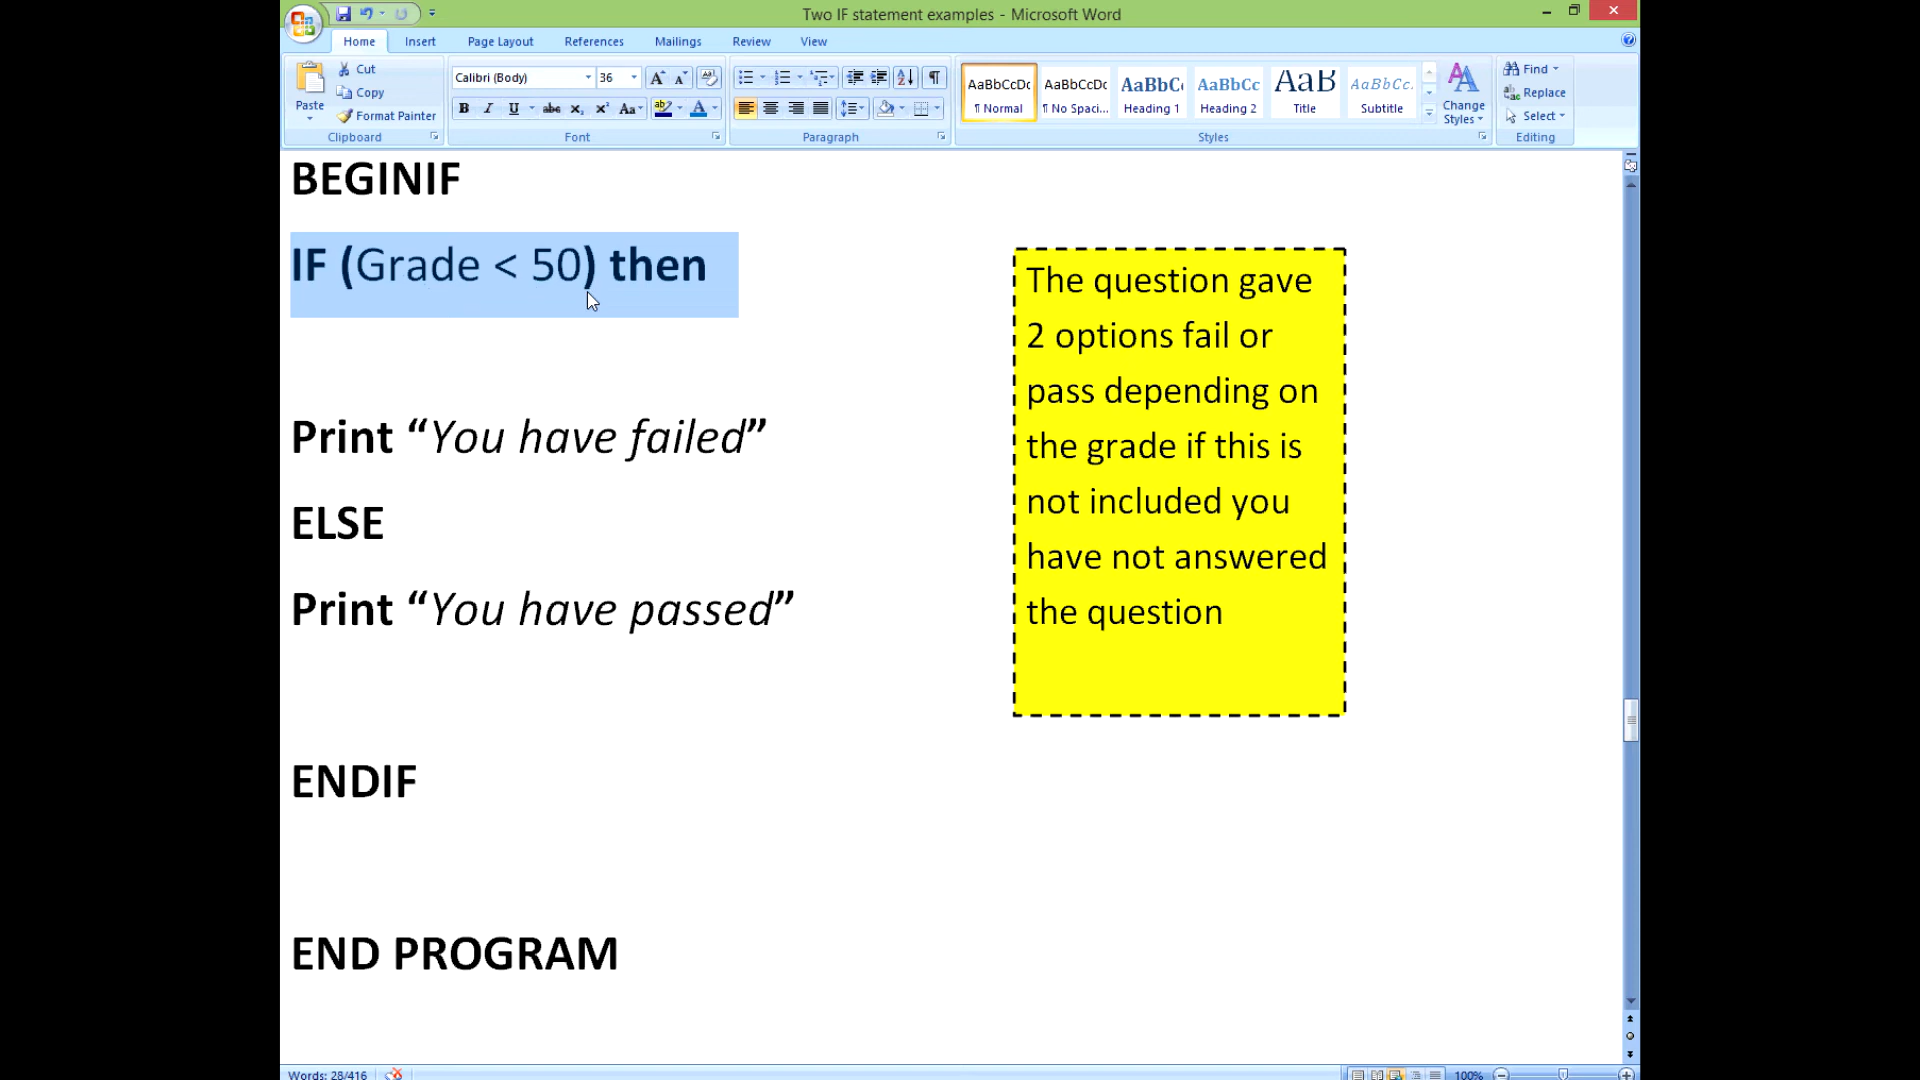 Two IF statement examples - Microsoft Word
Home Insert Page Layout References Mailings Review View
Paste Cut Copy Format Painter
Calibri (Body) 36
AaBbCcDc AaBbCcDc AaBbC AaBbCc AaB AaBbCc.
¶ Normal ¶ No Spaci... Heading 1 Heading 2 Title Subtitle
Change Styles
Find Replace Select
Clipboard Font Paragraph Styles Editing
BEGINIF
IF (Grade < 50) then
Print “You have failed”
ELSE
Print “You have passed”
ENDIF
END PROGRAM
The question gave
2 options fail or
pass depending on
the grade if this is
not included you
have not answered
the question
Words: 28/416
100%